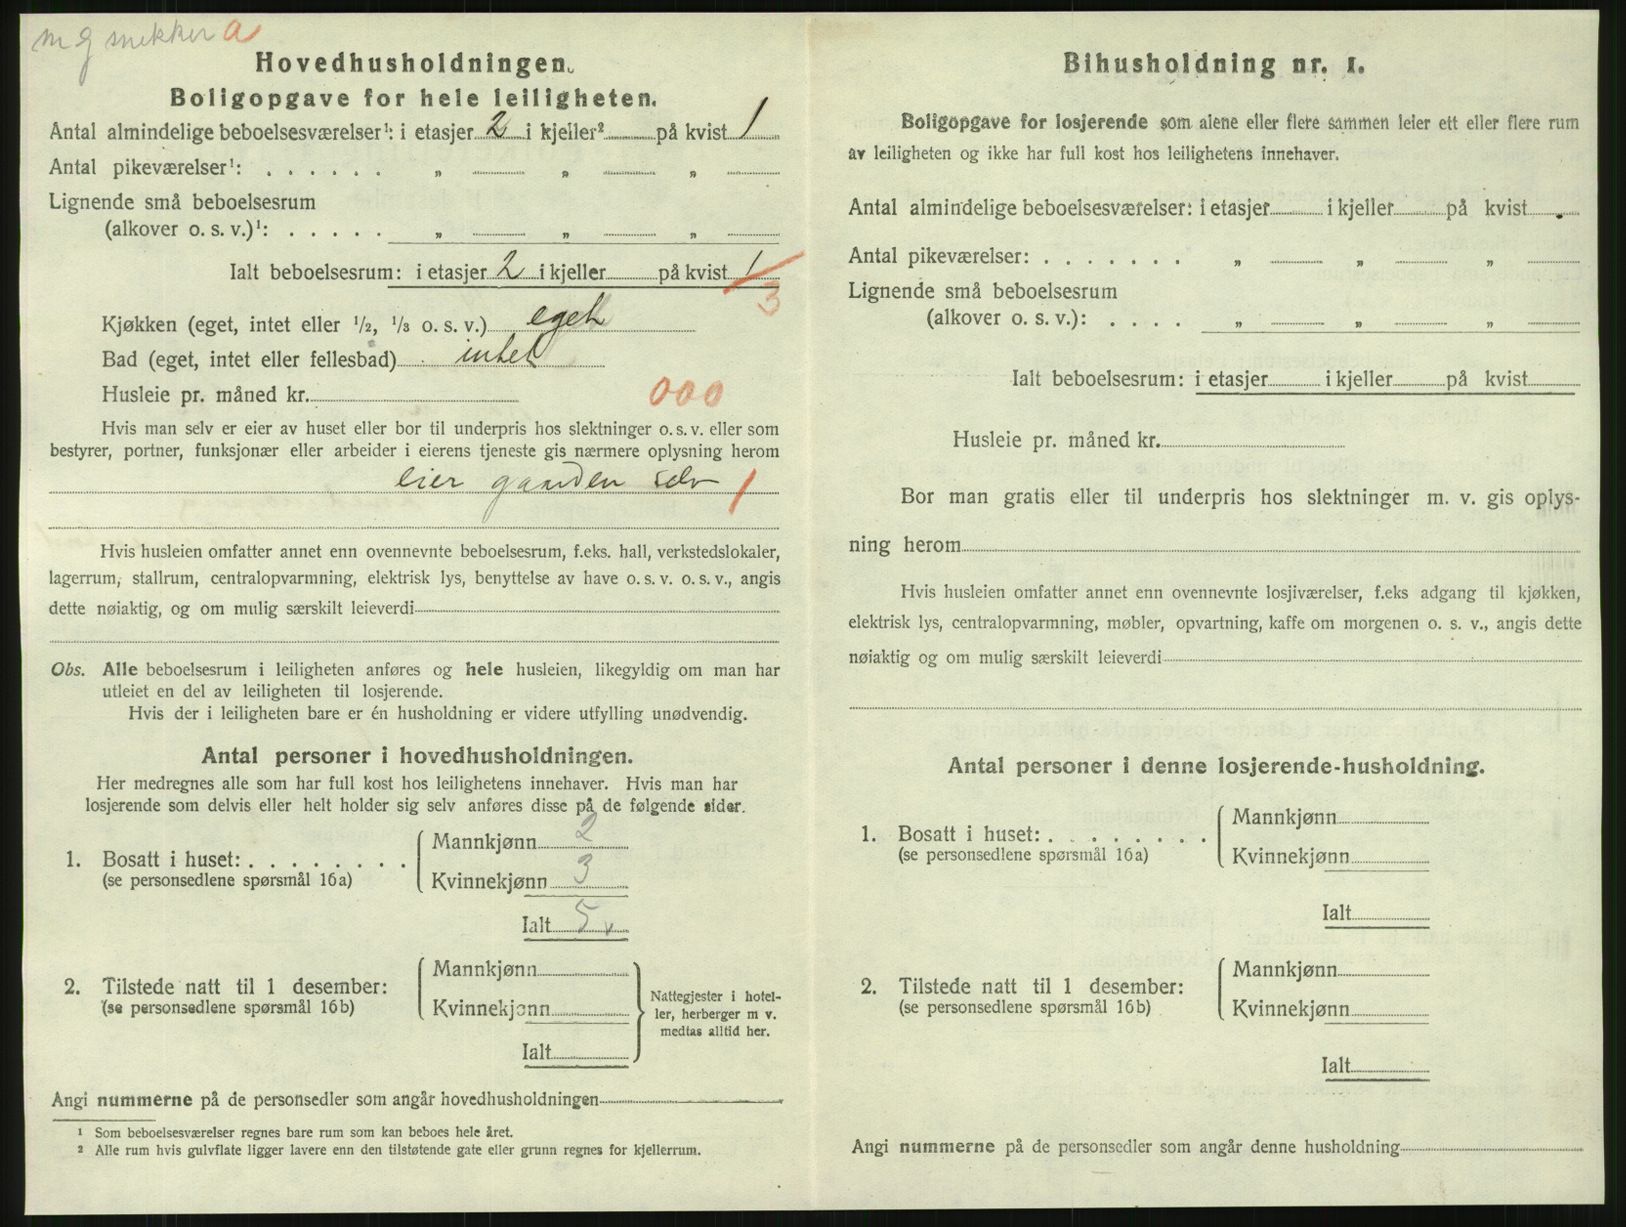 m g snekker a
Hovedhusholdningen.
Boligopgave for hele leiligheten.
Antal almindelige beboelsesværelser¹: i etasjer 2 i kjeller² på kvist 1
Antal pikeværelser¹: . . . . . . „ „ „
Lignende små beboelsesrum
(alkover o. s. v.)¹: . . . . . „ „ „
Ialt beboelsesrum: i etasjer 2 i kjeller på kvist 1
3
Kjøkken (eget, intet eller ½, ⅓ o. s. v.) eget
Bad (eget, intet eller fellesbad) intet
Husleie pr. måned kr. 000
Hvis man selv er eier av huset eller bor til underpris hos slektninger o. s. v. eller som
bestyrer, portner, funksjonær eller arbeider i eierens tjeneste gis nærmere oplysning herom
eier gaarden selv 1
Hvis husleien omfatter annet enn ovennevnte beboelsesrum, f.eks. hall, verkstedslokaler,
lagerrum, stallrum, centralopvarmning, elektrisk lys, benyttelse av have o. s. v. o. s. v., angis
dette nøiaktig, og om mulig særskilt leieverdi
Obs. Alle beboelsesrum i leiligheten anføres og hele husleien, likegyldig om man har
utleiet en del av leiligheten til losjerende.
Hvis der i leiligheten bare er én husholdning er videre utfylling unødvendig.
Antal personer i hovedhusholdningen.
Her medregnes alle som har full kost hos leilighetens innehaver. Hvis man har
losjerende som delvis eller helt holder sig selv anføres disse på de følgende sider.
1. Bosatt i huset: . . . . . . . .
(se personsedlene spørsmål 16a)
Mannkjønn 2
Kvinnekjønn 3
Ialt 5 v
2. Tilstede natt til 1 desember:
(se personsedlene spørsmål 16b)
Mannkjønn
Kvinnekjønn
Ialt
Nattegjester i hotel-
ler, herberger m v.
medtas alltid her.
Angi nummerne på de personsedler som angår hovedhusholdningen
¹ Som beboelsesværelser regnes bare rum som kan beboes hele året.
² Alle rum hvis gulvflate ligger lavere enn den tilstøtende gate eller grunn regnes for kjellerrum.
Bihusholdning nr. 1.
Boligopgave for losjerende som alene eller flere sammen leier ett eller flere rum
av leiligheten og ikke har full kost hos leilighetens innehaver.
Antal almindelige beboelsesværelser: i etasjer i kjeller på kvist
Antal pikeværelser: . . . . . . . „ „ „
Lignende små beboelsesrum
(alkover o. s. v.): . . . . „ „ „
Ialt beboelsesrum: i etasjer i kjeller på kvist
Husleie pr. måned kr.
Bor man gratis eller til underpris hos slektninger m. v. gis oplys-
ning herom
Hvis husleien omfatter annet enn ovennevnte losjiværelser, f.eks adgang til kjøkken,
elektrisk lys, centralopvarmning, møbler, opvartning, kaffe om morgenen o. s. v., angis dette
nøiaktig og om mulig særskilt leieverdi
Antal personer i denne losjerende-husholdning.
1. Bosatt i huset: . . . . . . . .
(se personsedlene spørsmål 16a)
Mannkjønn
Kvinnekjønn
Ialt
2. Tilstede natt til 1 desember:
(se personsedlene spørsmål 16b)
Mannkjønn
Kvinnekjønn
Ialt
Angi nummerne på de personsedler som angår denne husholdning